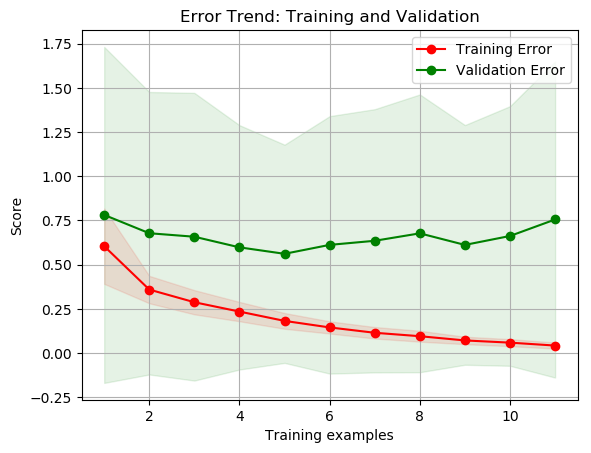 Error Trend: Training and Validation
Training Error
Validation Error
1.75
1.50
1.25
1.00
0.75
0.50
0.25
0.00
−0.25
Score
2 4 6 8 10
Training examples